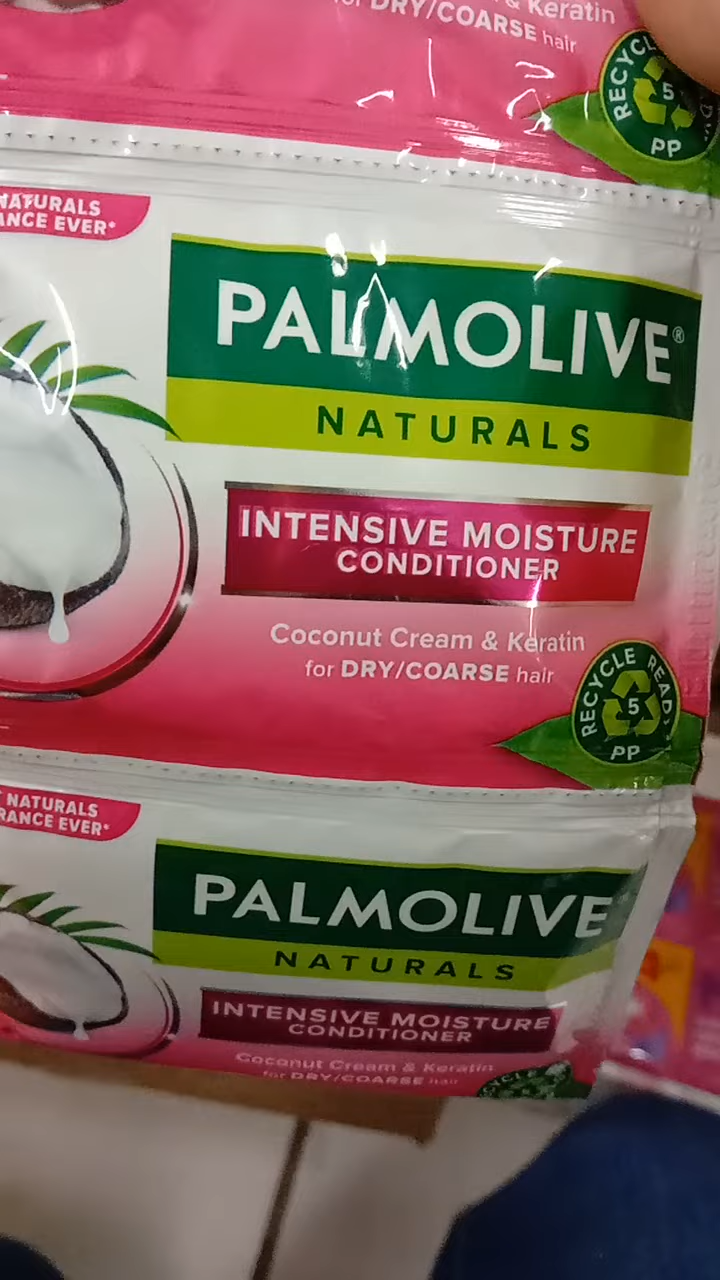 & Keratin
for DRY/COARSE hair
RECYCLE
5
PP
NATURALS
ANCE EVER*
PALMOLIVE®
NATURALS
INTENSIVE MOISTURE
CONDITIONER
Coconut Cream & Keratin
for DRY/COARSE hair
RECYCLE READY
5
PP
NATURALS
RANCE EVER*
PALMOLIVE
NATURALS
INTENSIVE MOISTURE
CONDITIONER
Coconut Cream & Keratin
for DRY/COARSE hair